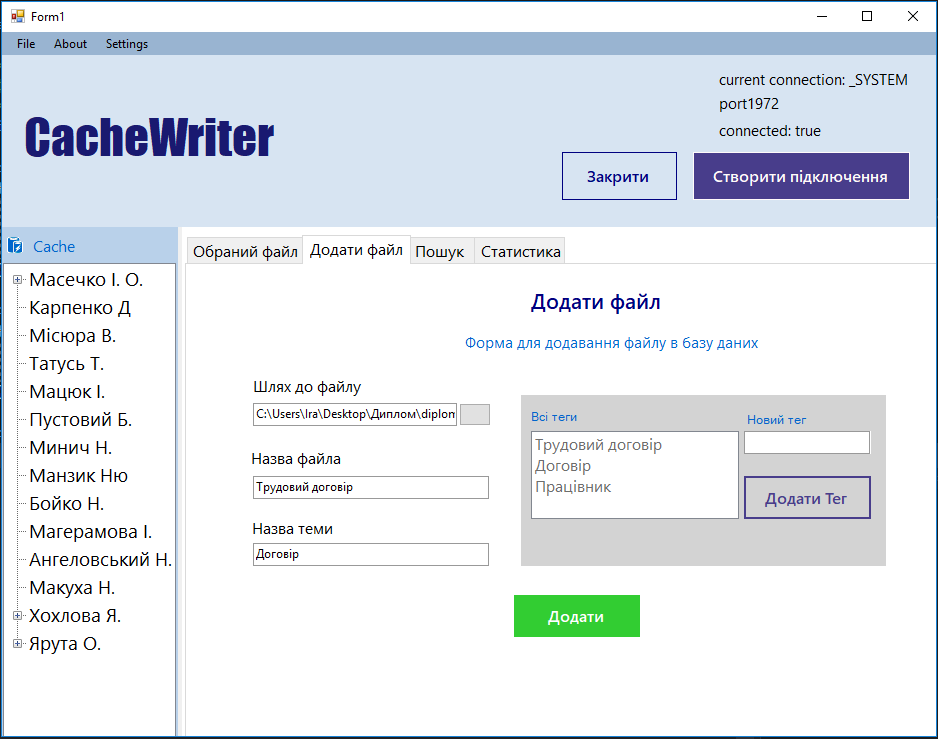 Form1
File About Settings
CacheWriter
current connection: _SYSTEM
port1972
connected: true
Закрити
Створити підключення
Cache
Масечко І. О.
Карпенко Д
Місюра В.
Татусь Т.
Мацюк І.
Пустовий Б.
Минич Н.
Манзик Ню
Бойко Н.
Магерамова І.
Ангеловський Н.
Макуха Н.
Хохлова Я.
Ярута О.
Обраний файл Додати файл Пошук Статистика
Додати файл
Форма для додавання файлу в базу даних
Шлях до файлу
C:\Users\Ira\Desktop\Диплом\diplom
Назва файла
Трудовий договір
Назва теми
Договір
Всі теги
Трудовий договір
Договір
Працівник
Новий тег
Додати Тег
Додати